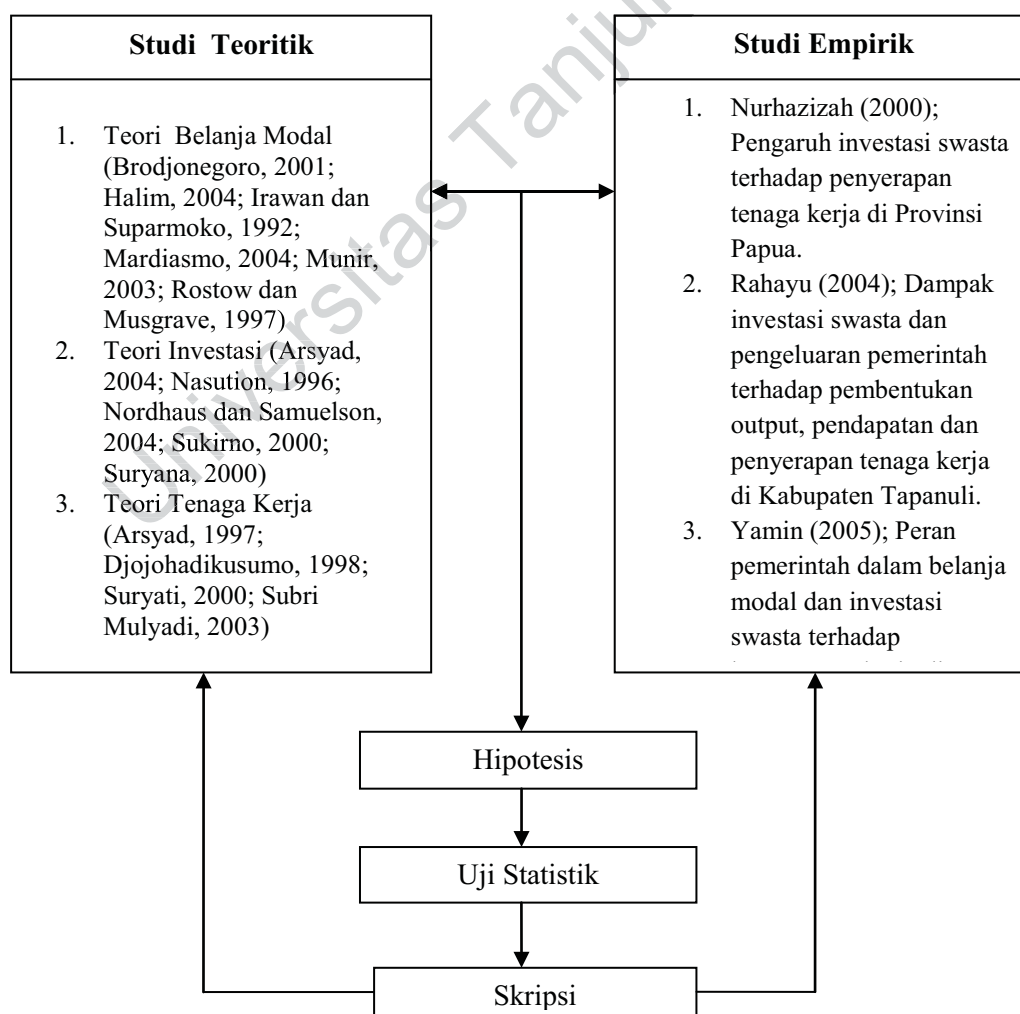 Universitas Tanju
Studi Teoritik
1. Teori Belanja Modal
(Brodjonegoro, 2001;
Halim, 2004; Irawan dan
Suparmoko, 1992;
Mardiasmo, 2004; Munir,
2003; Rostow dan
Musgrave, 1997)
2. Teori Investasi (Arsyad,
2004; Nasution, 1996;
Nordhaus dan Samuelson,
2004; Sukirno, 2000;
Suryana, 2000)
3. Teori Tenaga Kerja
(Arsyad, 1997;
Djojohadikusumo, 1998;
Suryati, 2000; Subri
Mulyadi, 2003)
Studi Empirik
1. Nurhazizah (2000);
Pengaruh investasi swasta
terhadap penyerapan
tenaga kerja di Provinsi
Papua.
2. Rahayu (2004); Dampak
investasi swasta dan
pengeluaran pemerintah
terhadap pembentukan
output, pendapatan dan
penyerapan tenaga kerja
di Kabupaten Tapanuli.
3. Yamin (2005); Peran
pemerintah dalam belanja
modal dan investasi
swasta terhadap
Hipotesis
Uji Statistik
Skripsi